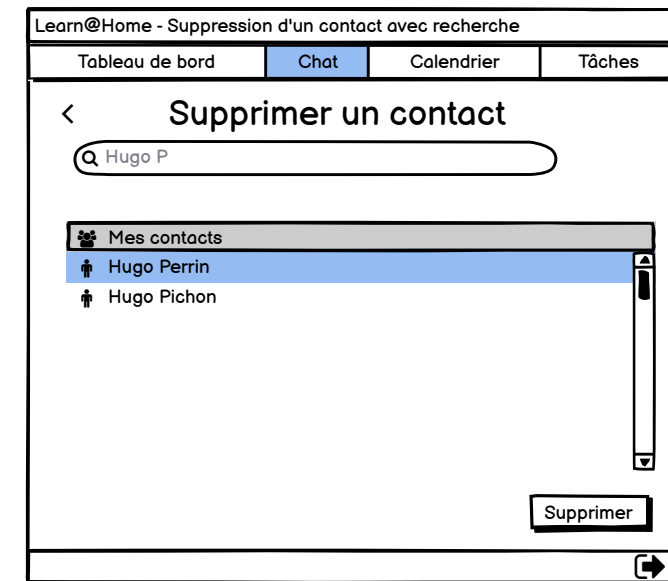 Learn@Home - Suppression d'un contact avec recherche
Tableau de bord Chat Calendrier Tâches
Supprimer un contact
Hugo P
Mes contacts
Hugo Perrin
Hugo Pichon
Supprimer